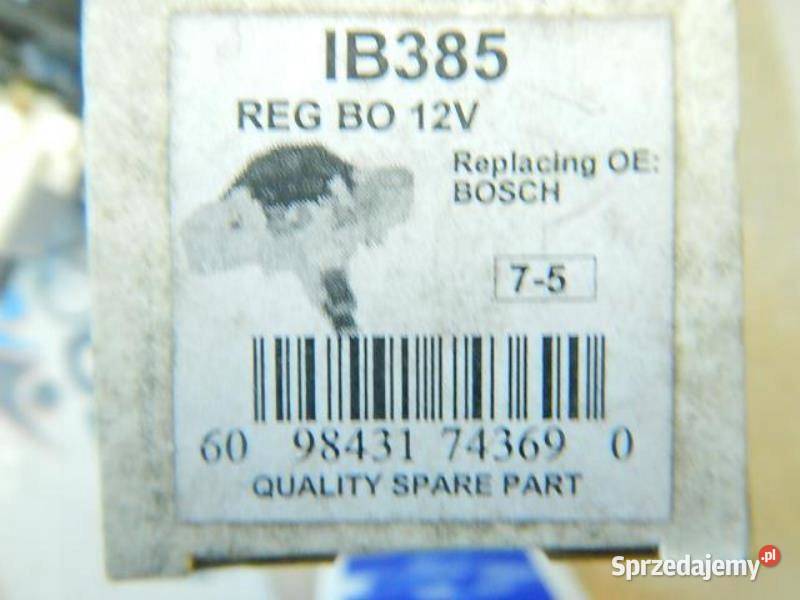 IB385
REG BO 12V
Replacing OE:
BOSCH
7-5
60 98431 74369 0
QUALITY SPARE PART
Sprzedajemy.pl